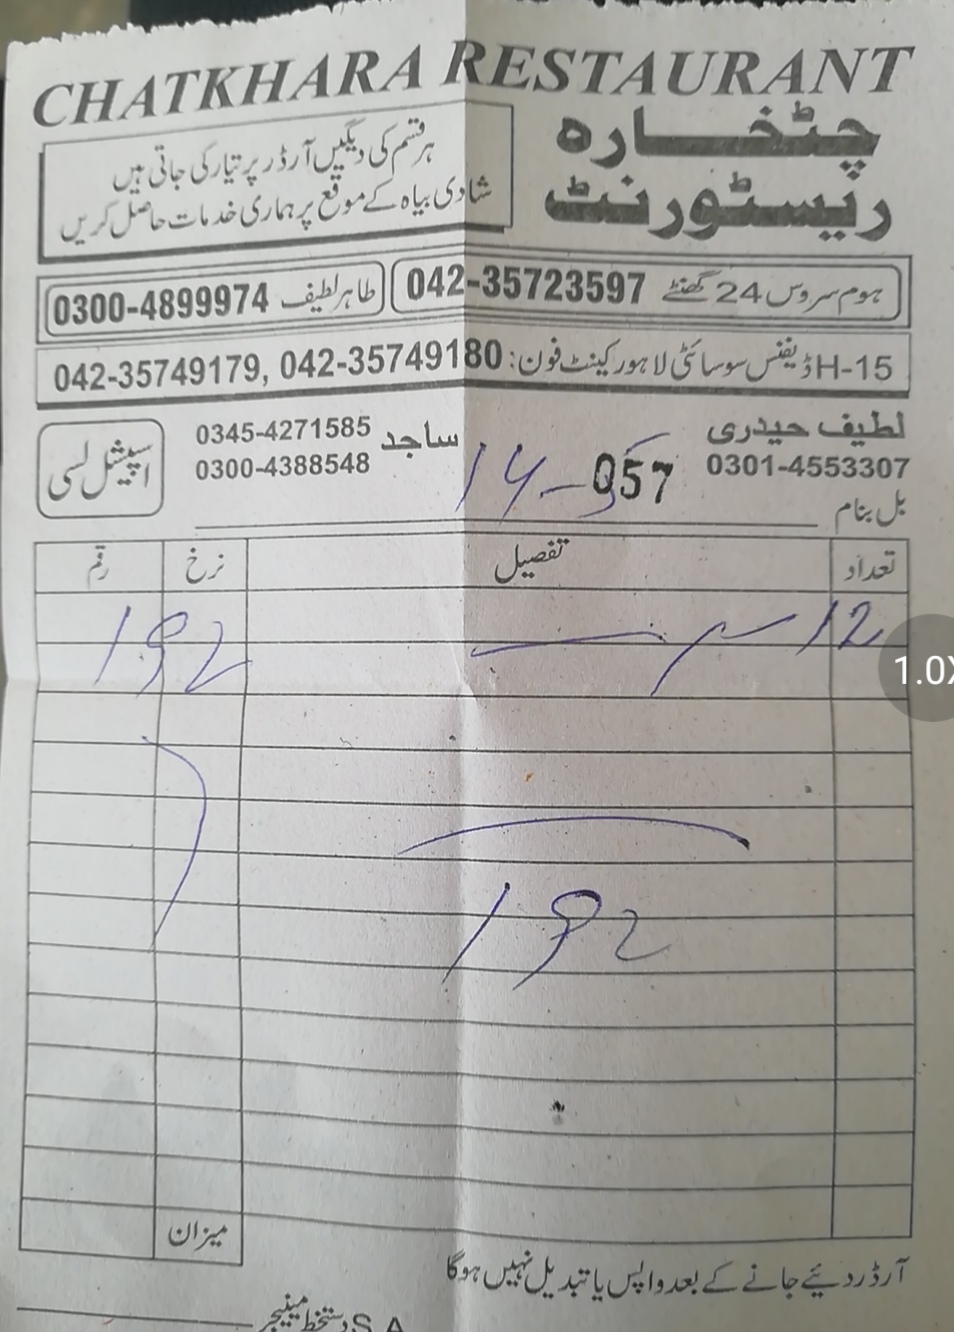 CHATKHARA RESTAURANT
چٹخارہ
ریسٹورنٹ
ہر قسم کی دیگیں آرڈر پر تیار کی جاتی ہیں
شادی بیاہ کے موقع پر ہماری خدمات حاصل کریں
ہوم سروس 24 گھنٹے 042-35723597
طاہر لطیف 0300-4899974
H-15 ڈیفنس سوسائٹی لاہور کینٹ فون: 042-35749179, 042-35749180
لطیف حیدری
0301-4553307
ساجد 0345-4271585
0300-4388548
اسپیشل لسی
057
14-
بل بنام
تعداد تفصیل نرخ رقم
12 192
192
میزان
آرڈر دئیے جانے کے بعد واپس یا تبدیل نہیں ہوگا
دستخط مینیجر
S.A
1.0X